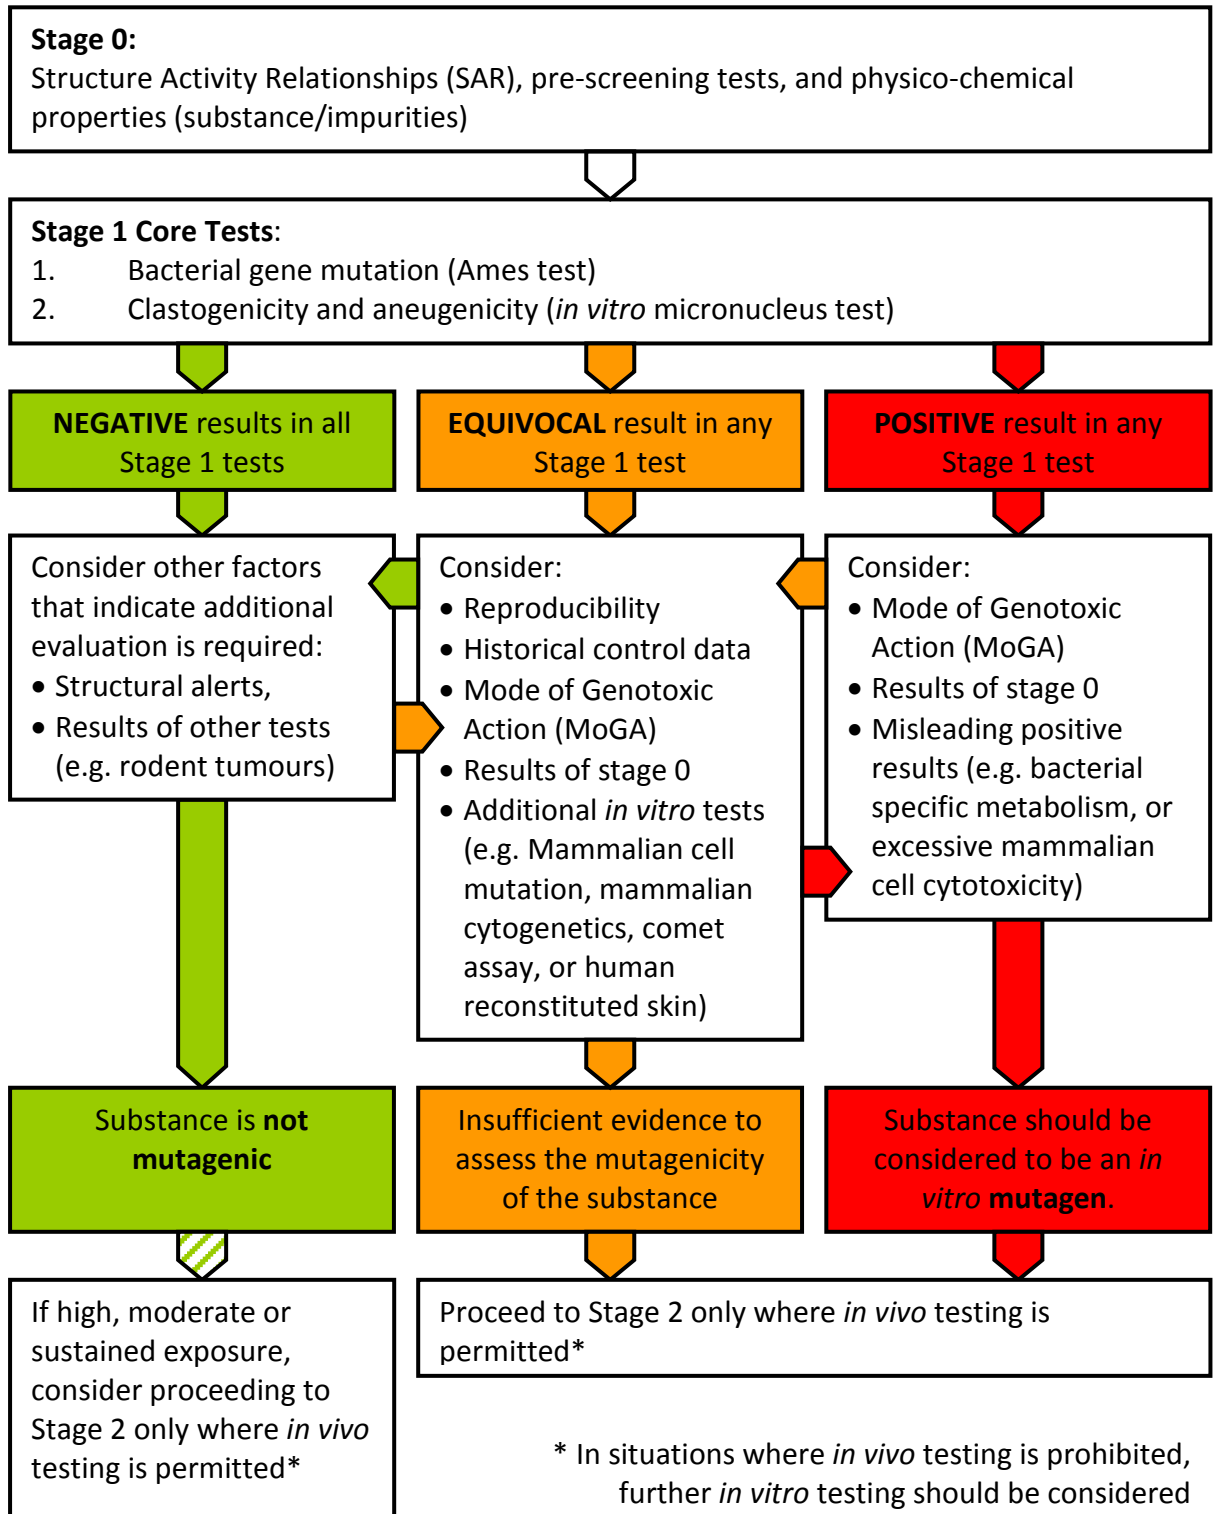 Stage 0:
Structure Activity Relationships (SAR), pre-screening tests, and physico-chemical
properties (substance/impurities)
Stage 1 Core Tests:
1. Bacterial gene mutation (Ames test)
2. Clastogenicity and aneugenicity (in vitro micronucleus test)
NEGATIVE results in all
Stage 1 tests
EQUIVOCAL result in any
Stage 1 test
POSITIVE result in any
Stage 1 test
Consider other factors
that indicate additional
evaluation is required:
• Structural alerts,
• Results of other tests
(e.g. rodent tumours)
Consider:
• Reproducibility
• Historical control data
• Mode of Genotoxic
Action (MoGA)
• Results of stage 0
• Additional in vitro tests
(e.g. Mammalian cell
mutation, mammalian
cytogenetics, comet
assay, or human
reconstituted skin)
Consider:
• Mode of Genotoxic
Action (MoGA)
• Results of stage 0
• Misleading positive
results (e.g. bacterial
specific metabolism, or
excessive mammalian
cell cytotoxicity)
Substance is not
mutagenic
Insufficient evidence to
assess the mutagenicity
of the substance
Substance should be
considered to be an in
vitro mutagen.
If high, moderate or
sustained exposure,
consider proceeding to
Stage 2 only where in vivo
testing is permitted*
Proceed to Stage 2 only where in vivo testing is
permitted*
* In situations where in vivo testing is prohibited,
further in vitro testing should be considered